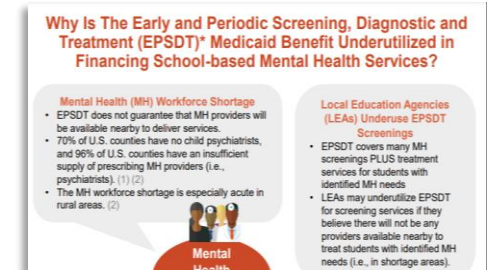 Why Is The Early and Periodic Screening, Diagnostic and
Treatment (EPSDT)* Medicaid Benefit Underutilized in
Financing School-based Mental Health Services?
Mental Health (MH) Workforce Shortage
• EPSDT does not guarantee that MH providers will
be available nearby to deliver services.
• 70% of U.S. counties have no child psychiatrists,
and 96% of U.S. counties have an insufficient
supply of prescribing MH providers (i.e.,
psychiatrists). (1) (2)
• The MH workforce shortage is especially acute in
rural areas. (2)
Local Education Agencies
(LEAs) Underuse EPSDT
Screenings
• EPSDT covers many MH
screenings PLUS treatment
services for students with
identified MH needs
• LEAs may underutilize EPSDT
for screening services if they
believe there will not be any
providers available nearby to
treat students with identified MH
needs (i.e., in shortage areas).
Mental
Health